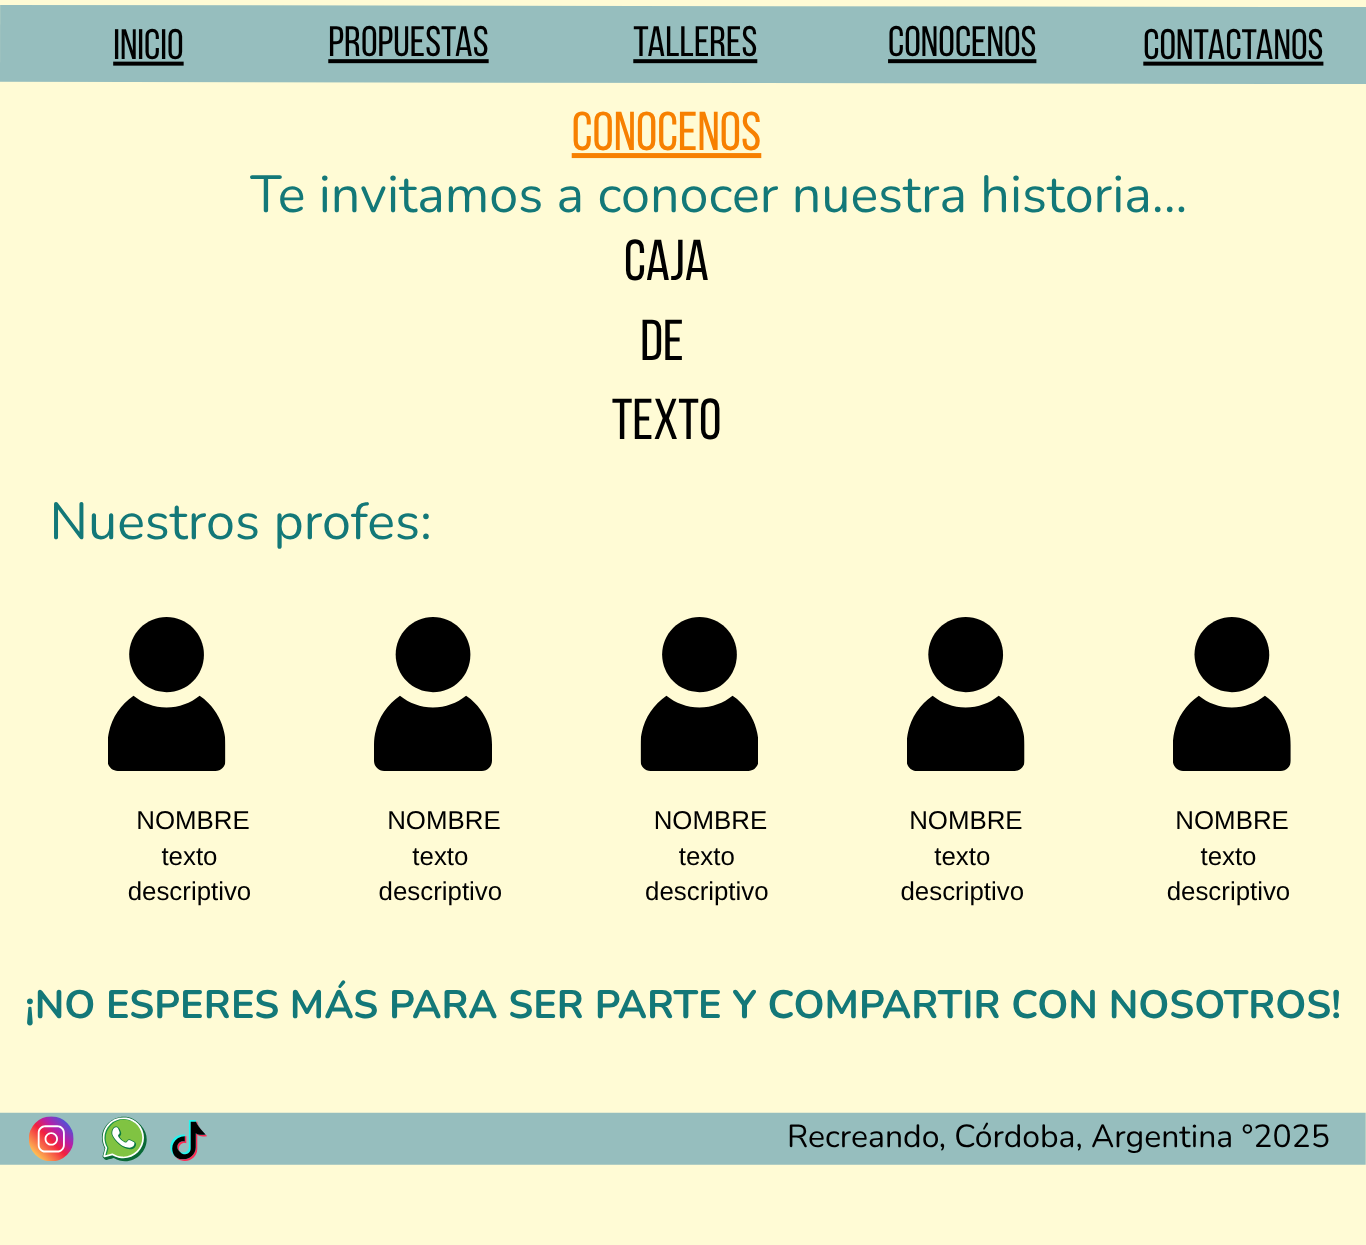 INICIO PROPUESTAS TALLERES CONOCENOS CONTACTANOS
CONOCENOS
Te invitamos a conocer nuestra historia...
CAJA
DE
TEXTO
Nuestros profes:
NOMBRE NOMBRE NOMBRE NOMBRE NOMBRE
texto texto texto texto texto
descriptivo descriptivo descriptivo descriptivo descriptivo
¡NO ESPERES MÁS PARA SER PARTE Y COMPARTIR CON NOSOTROS!
Recreando, Córdoba, Argentina °2025